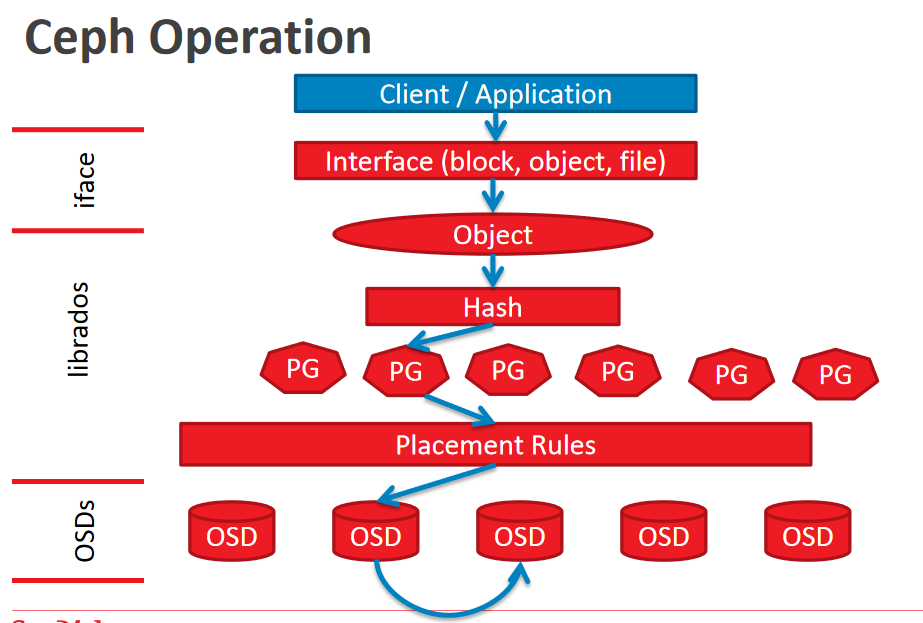 Ceph Operation
Client / Application
iface
Interface (block, object, file)
Object
librados
Hash
PG PG PG PG PG PG
Placement Rules
OSDs
OSD OSD OSD OSD OSD